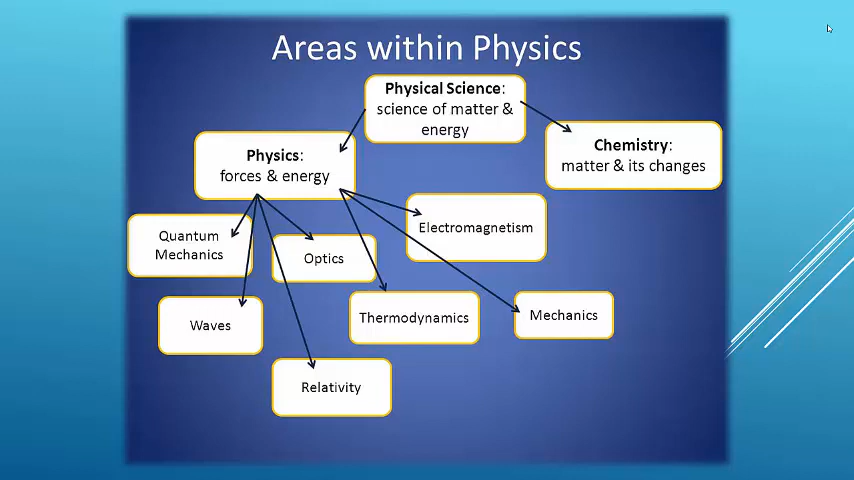 Areas within Physics
Physical Science:
science of matter &
energy
Chemistry:
matter & its changes
Physics:
forces & energy
Electromagnetism
Quantum
Mechanics
Optics
Thermodynamics
Mechanics
Waves
Relativity